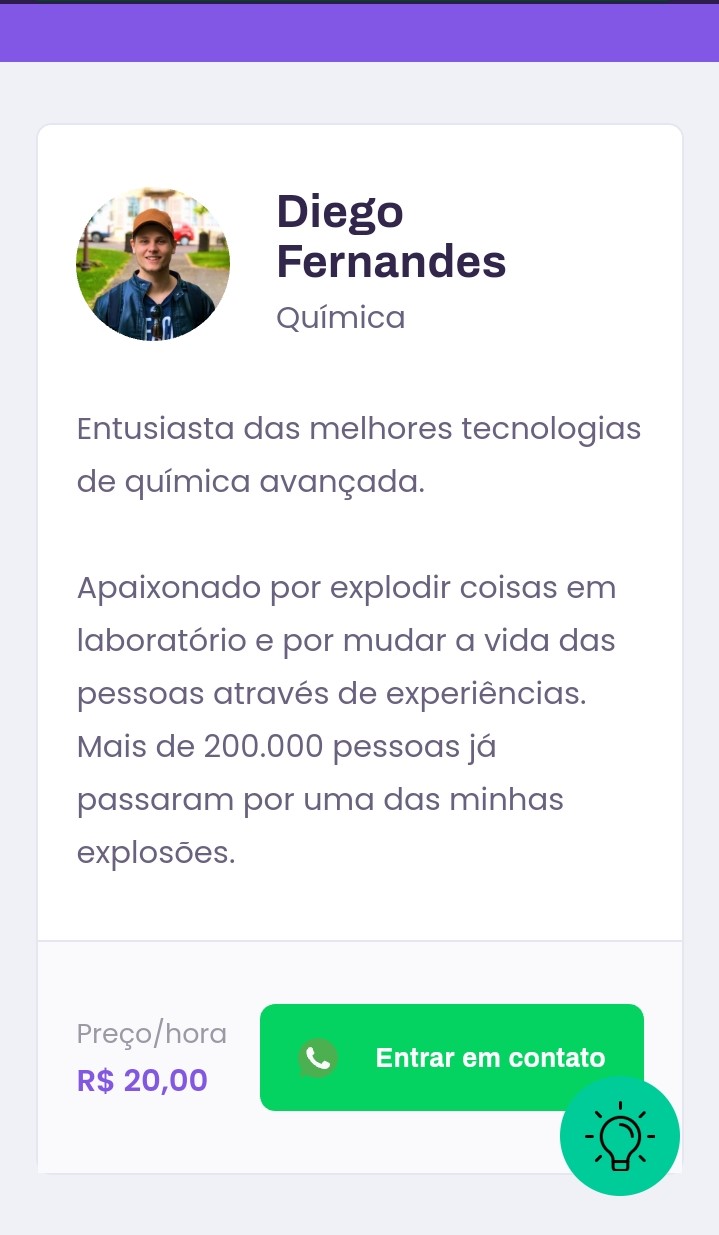 Diego
Fernandes
Química
Entusiasta das melhores tecnologias
de química avançada.
Apaixonado por explodir coisas em
laboratório e por mudar a vida das
pessoas através de experiências.
Mais de 200.000 pessoas já
passaram por uma das minhas
explosões.
Preço/hora
R$ 20,00
Entrar em contato